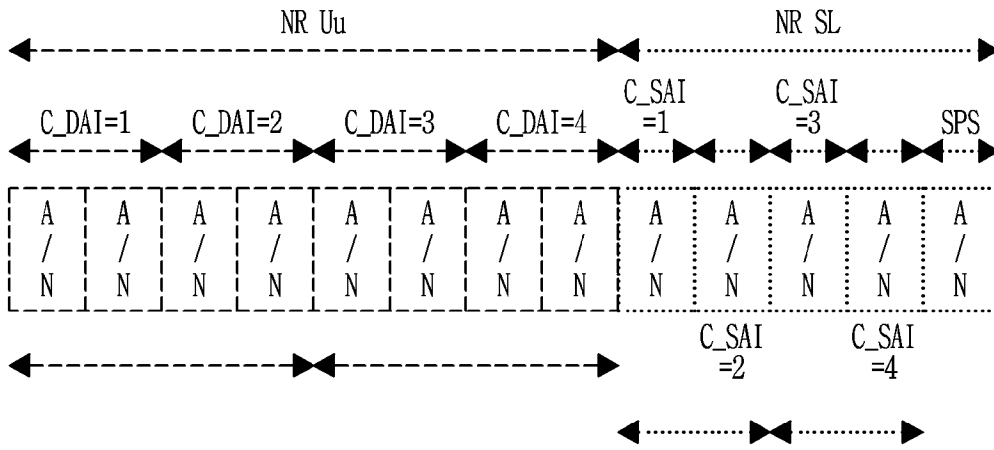 NR Uu NR SL
C_DAI=1 C_DAI=2 C_DAI=3 C_DAI=4 C_SAI =1 C_SAI =3 SPS
A / N A / N A / N A / N A / N A / N A / N A / N A / N A / N A / N A / N A / N
C_SAI =2 C_SAI =4